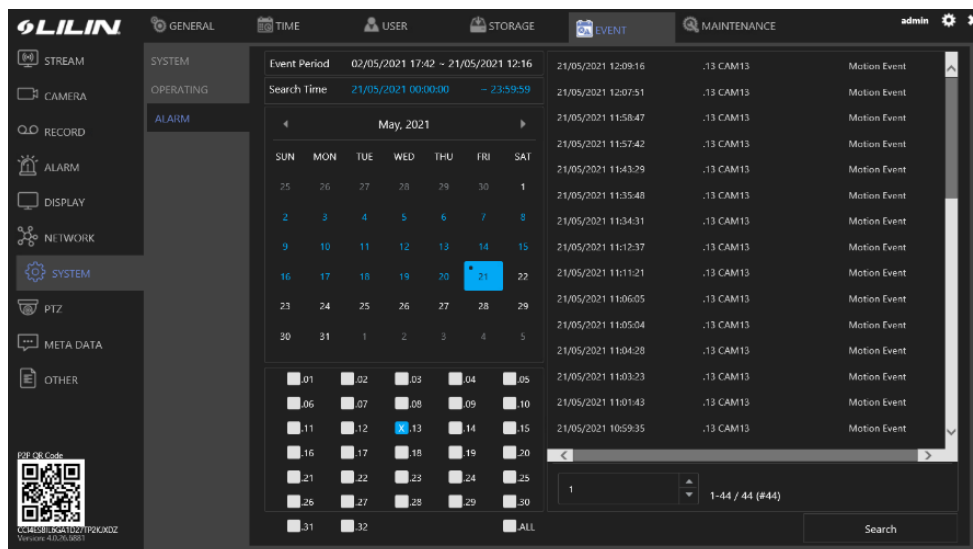 LILIN
GENERAL
TIME
USER
STORAGE
EVENT
MAINTENANCE
admin
STREAM
CAMERA
RECORD
ALARM
DISPLAY
NETWORK
SYSTEM
PTZ
META DATA
OTHER
P2P QR Code
Version: 4.0.26.6881
SYSTEM
OPERATING
ALARM
Event Period 02/05/2021 17:42 ~ 21/05/2021 12:16
Search Time 21/05/2021 00:00:00 ~ 23:59:59
May, 2021
SUN MON TUE WED THU FRI SAT
25 26 27 28 29 30 1
2 3 4 5 6 7 8
9 10 11 12 13 14 15
16 17 18 19 20 21 22
23 24 25 26 27 28 29
30 31 1 2 3 4 5
.01 .02 .03 .04 .05
.06 .07 .08 .09 .10
.11 .12 X .13 .14 .15
.16 .17 .18 .19 .20
.21 .22 .23 .24 .25
.26 .27 .28 .29 .30
.31 .32 .ALL
21/05/2021 12:09:16 .13 CAM13 Motion Event
21/05/2021 12:07:51 .13 CAM13 Motion Event
21/05/2021 11:58:47 .13 CAM13 Motion Event
21/05/2021 11:57:42 .13 CAM13 Motion Event
21/05/2021 11:43:29 .13 CAM13 Motion Event
21/05/2021 11:35:48 .13 CAM13 Motion Event
21/05/2021 11:34:31 .13 CAM13 Motion Event
21/05/2021 11:12:37 .13 CAM13 Motion Event
21/05/2021 11:11:21 .13 CAM13 Motion Event
21/05/2021 11:06:05 .13 CAM13 Motion Event
21/05/2021 11:05:04 .13 CAM13 Motion Event
21/05/2021 11:04:28 .13 CAM13 Motion Event
21/05/2021 11:03:23 .13 CAM13 Motion Event
21/05/2021 11:01:43 .13 CAM13 Motion Event
21/05/2021 10:59:35 .13 CAM13 Motion Event
1
1-44 / 44 (#44)
Search